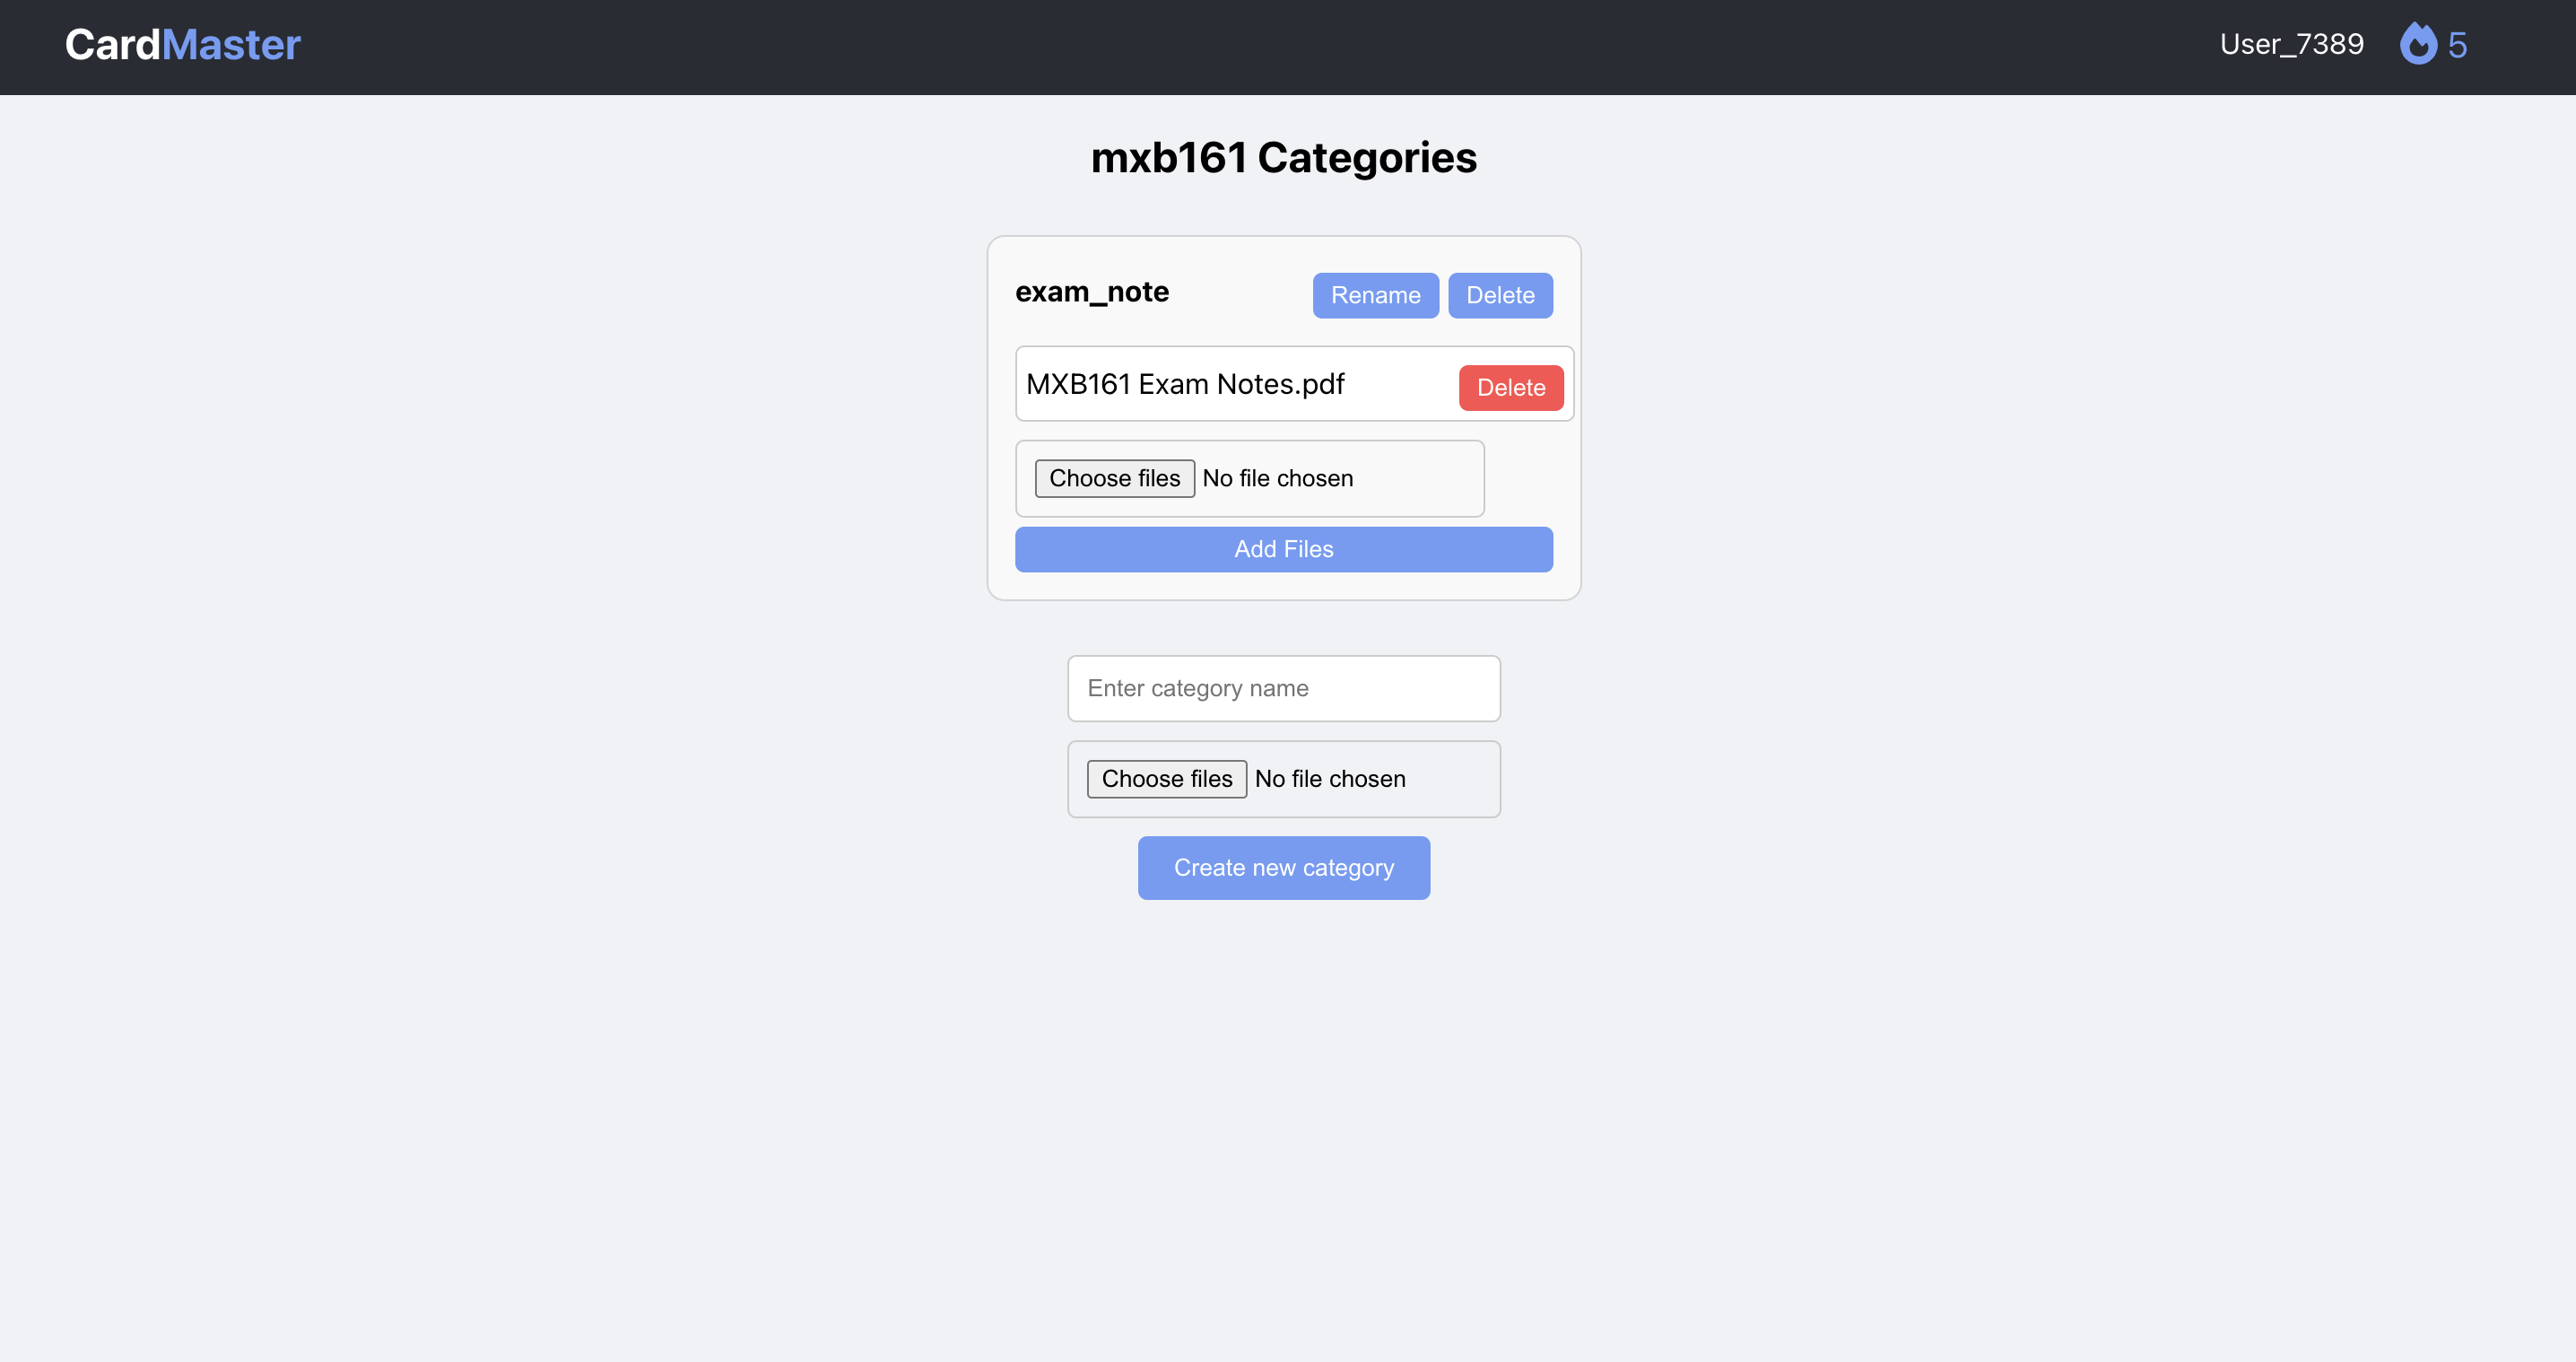 CardMaster
User_7389 5
mxb161 Categories
exam_note Rename Delete
MXB161 Exam Notes.pdf Delete
Choose files No file chosen
Add Files
Enter category name
Choose files No file chosen
Create new category